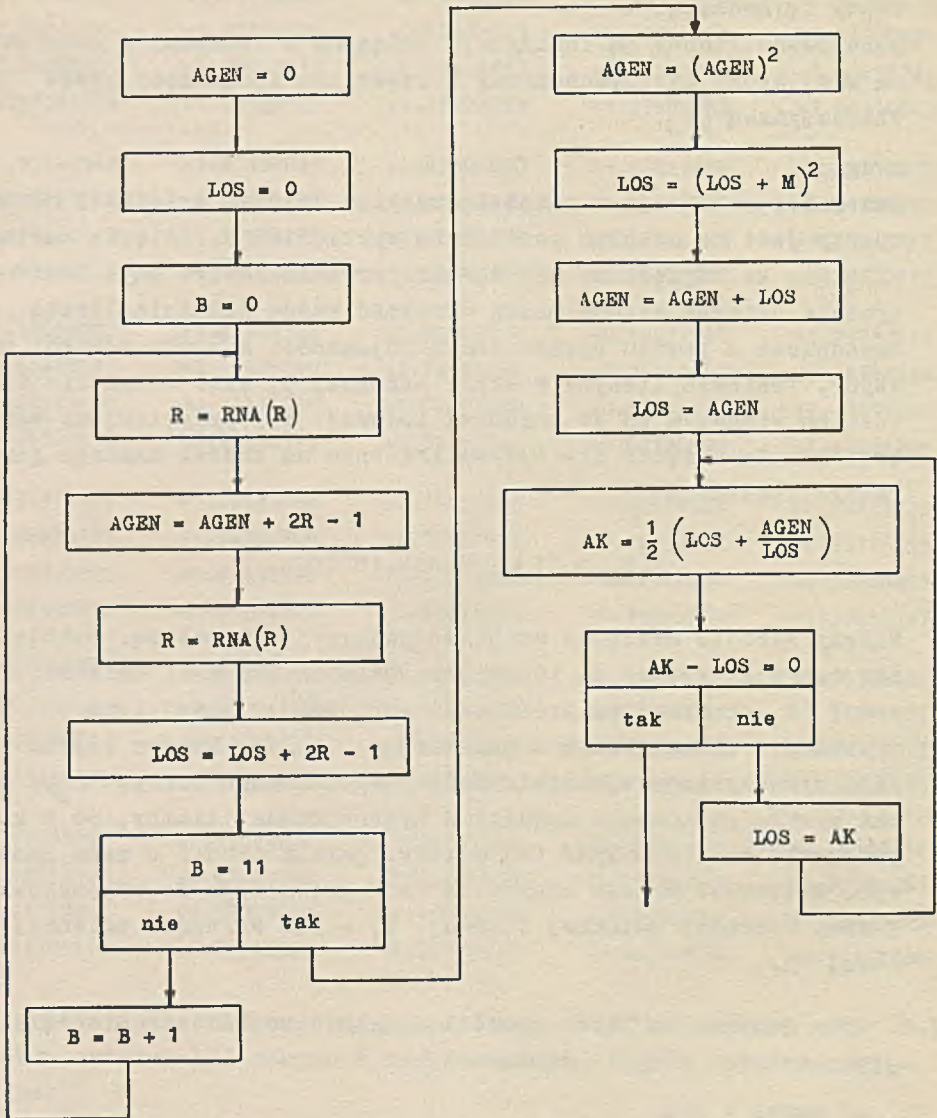 AGEN = 0
LOS = 0
B = 0
R = RNA(R)
AGEN = AGEN + 2R - 1
R = RNA(R)
LOS = LOS + 2R - 1
B = 11
nie tak
B = B + 1
AGEN = (AGEN)²
LOS = (LOS + M)²
AGEN = AGEN + LOS
LOS = AGEN
AK = 1/2 (LOS + AGEN/LOS)
AK - LOS = 0
tak nie
LOS = AK